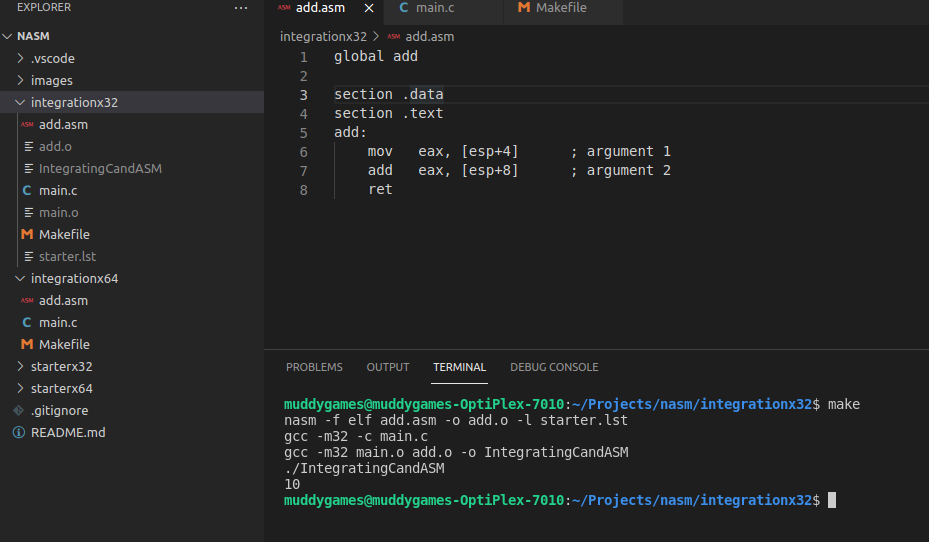 EXPLORER ...
NASM
.vscode
images
integrationx32
ASM add.asm
add.o
IntegratingCandASM
C main.c
main.o
M Makefile
starter.lst
integrationx64
ASM add.asm
C main.c
M Makefile
starterx32
starterx64
.gitignore
README.md
ASM add.asm × C main.c M Makefile
integrationx32 > ASM add.asm
1 global add
2
3 section .data
4 section .text
5 add:
6 mov eax, [esp+4] ; argument 1
7 add eax, [esp+8] ; argument 2
8 ret
PROBLEMS OUTPUT TERMINAL DEBUG CONSOLE
muddygames@muddygames-OptiPlex-7010:~/Projects/nasm/integrationx32$ make
nasm -f elf add.asm -o add.o -l starter.lst
gcc -m32 -c main.c
gcc -m32 main.o add.o -o IntegratingCandASM
./IntegratingCandASM
10
muddygames@muddygames-OptiPlex-7010:~/Projects/nasm/integrationx32$